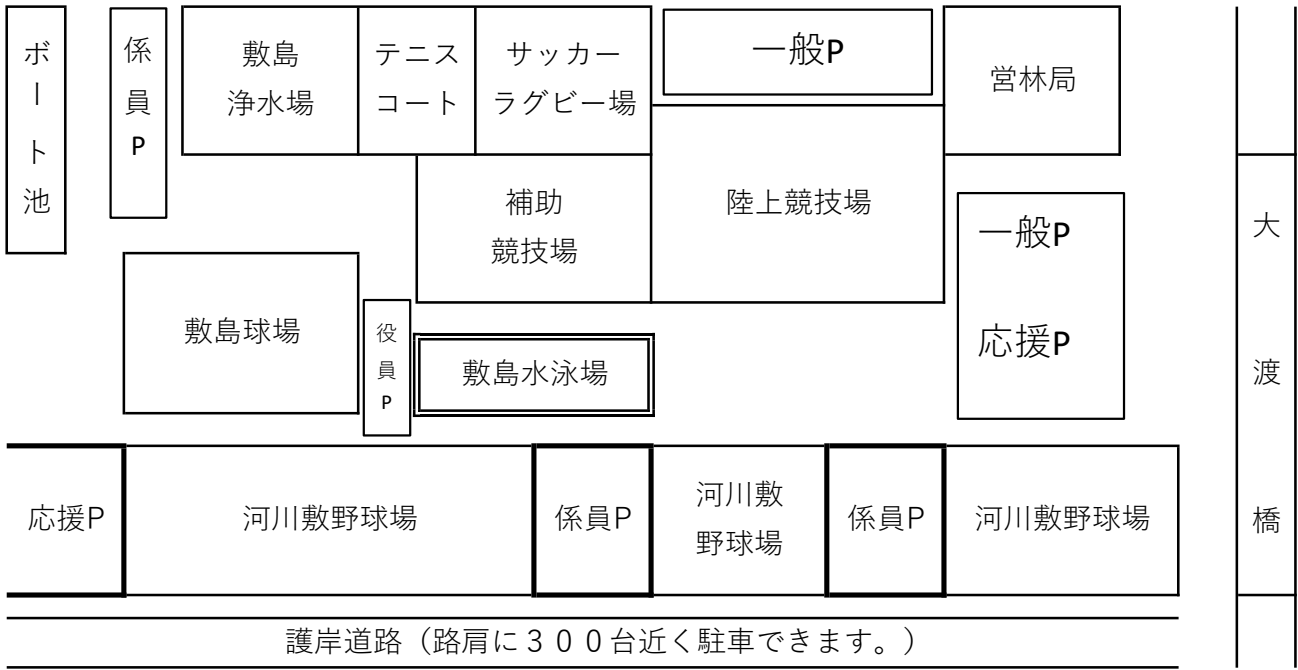 ボート池
係員P
敷島
浄水場
テニス
コート
サッカー
ラグビー場
一般P
営林局
補助
競技場
陸上競技場
一般P
応援P
大渡橋
敷島球場
役員P
敷島水泳場
応援P
河川敷野球場
係員P
河川敷
野球場
係員P
河川敷野球場
護岸道路（路肩に３００台近く駐車できます。）